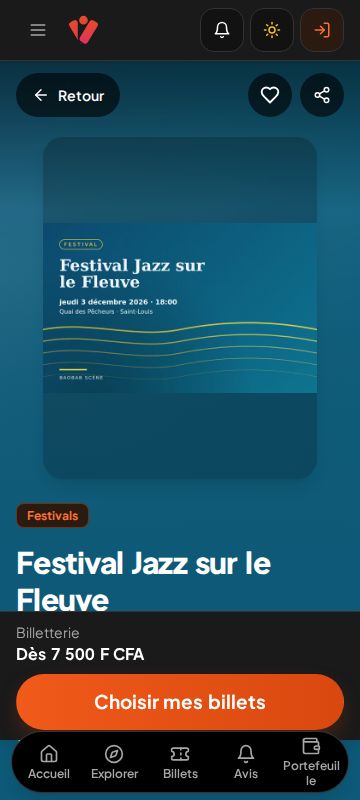 Retour
FESTIVAL
Festival Jazz sur
le Fleuve
jeudi 3 décembre 2026 · 18:00
Quai des Pêcheurs · Saint-Louis
BAOBAB SCÈNE
Festivals
Festival Jazz sur le
Fleuve
Billetterie
Dès 7 500 F CFA
Choisir mes billets
Accueil
Explorer
Billets
Avis
Portefeuil
le